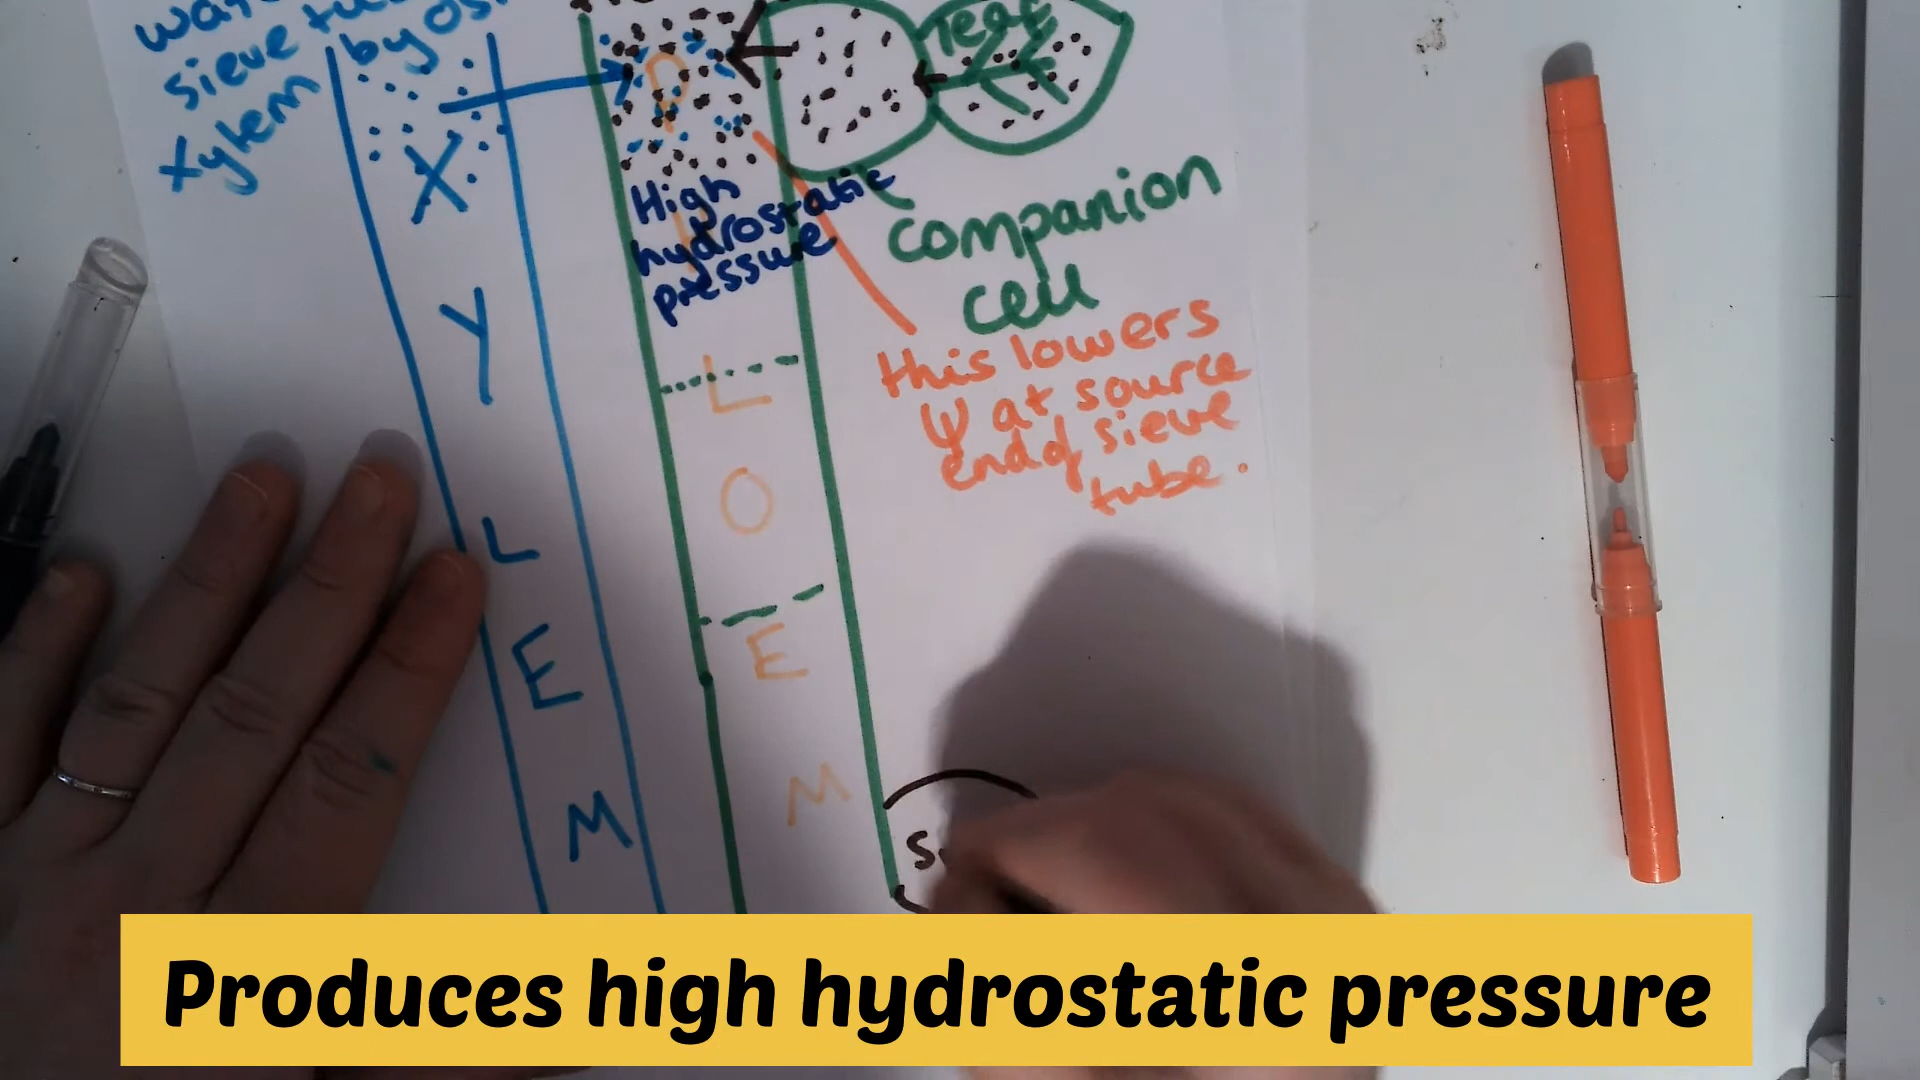 sieve
by
Xylem
Leaf
X
Y
L
E
M
P
H
L
O
E
M
High
hydrostatic
pressure
companion
cell
this lowers
ψ at source
end of sieve
tube.
Produces high hydrostatic pressure